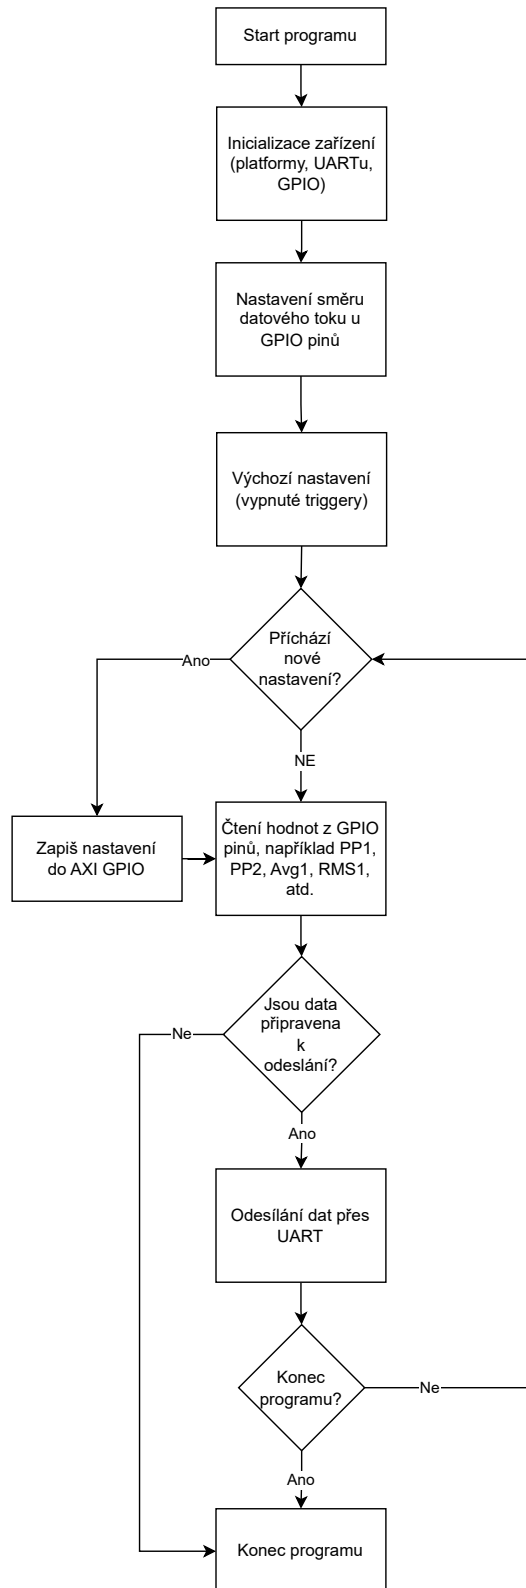 Start programu
Inicializace zařízení
(platformy, UARTu,
GPIO)
Nastavení směru
datového toku u
GPIO pinů
Výchozí nastavení
(vypnuté triggery)
Příchází
nové
nastavení?
Ano
NE
Zapiš nastavení
do AXI GPIO
Čtení hodnot z GPIO
pinů, například PP1,
PP2, Avg1, RMS1,
atd.
Jsou data
připravena
k
odeslání?
Ne
Ano
Odesílání dat přes
UART
Konec
programu?
Ne
Ano
Konec programu